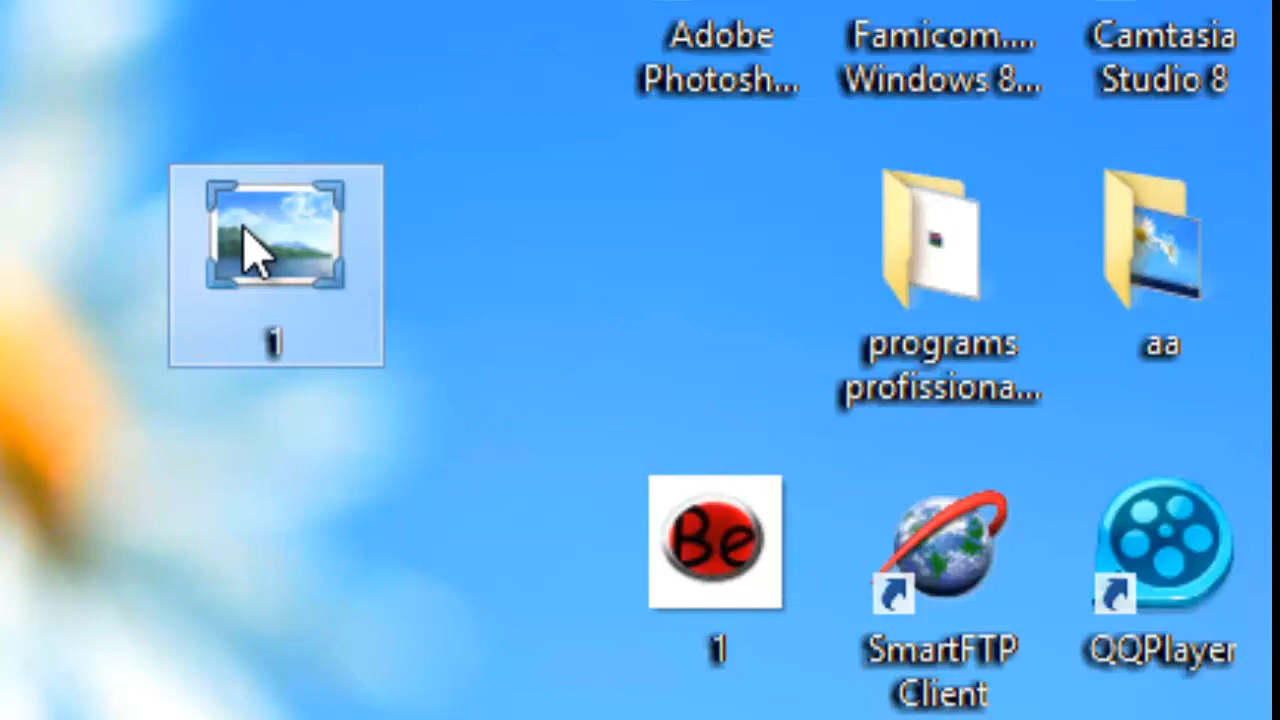 Adobe
Photosh...
Famicom....
Windows 8...
Camtasia
Studio 8
1
programs
profissiona...
aa
Be
1
SmartFTP
Client
QQPlayer